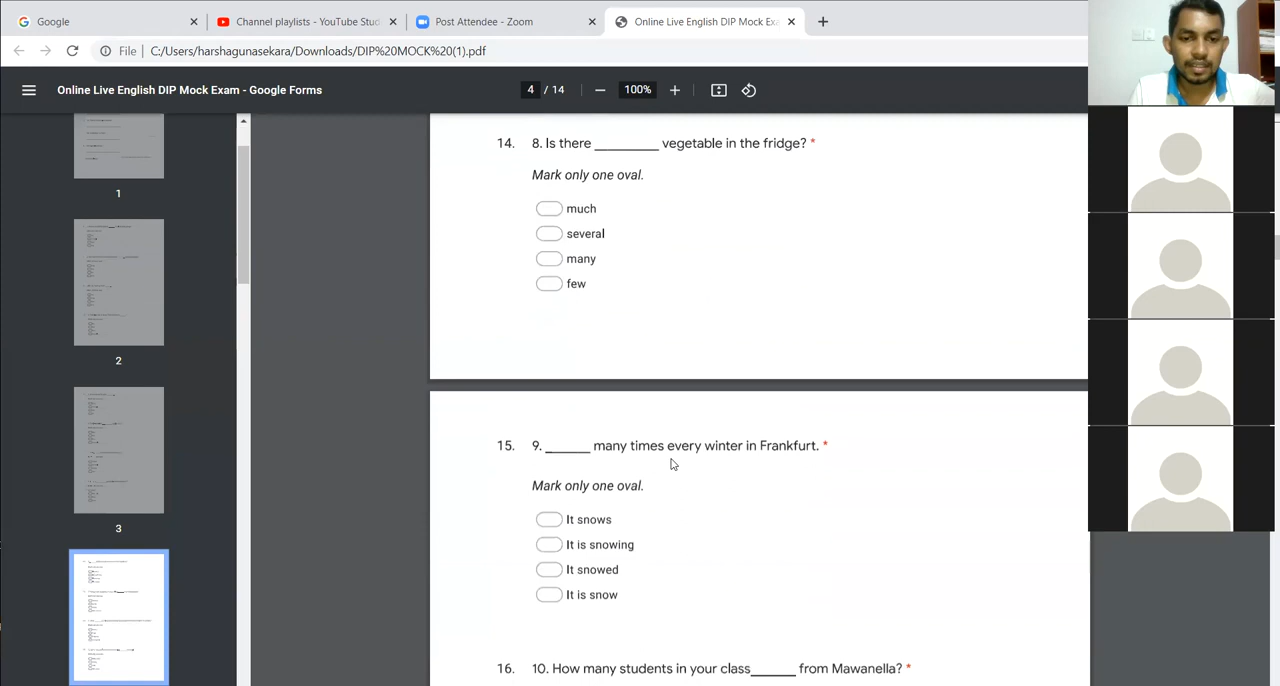 Google
Channel playlists - YouTube Stud
Post Attendee - Zoom
Online Live English DIP Mock Exa
File | C:/Users/harshagunasekara/Downloads/DIP%20MOCK%20(1).pdf
Online Live English DIP Mock Exam - Google Forms
4 / 14
100%
1
2
3
14. 8. Is there _________ vegetable in the fridge? *
Mark only one oval.
much
several
many
few
15. 9. ______ many times every winter in Frankfurt. *
Mark only one oval.
It snows
It is snowing
It snowed
It is snow
16. 10. How many students in your class______ from Mawanella? *